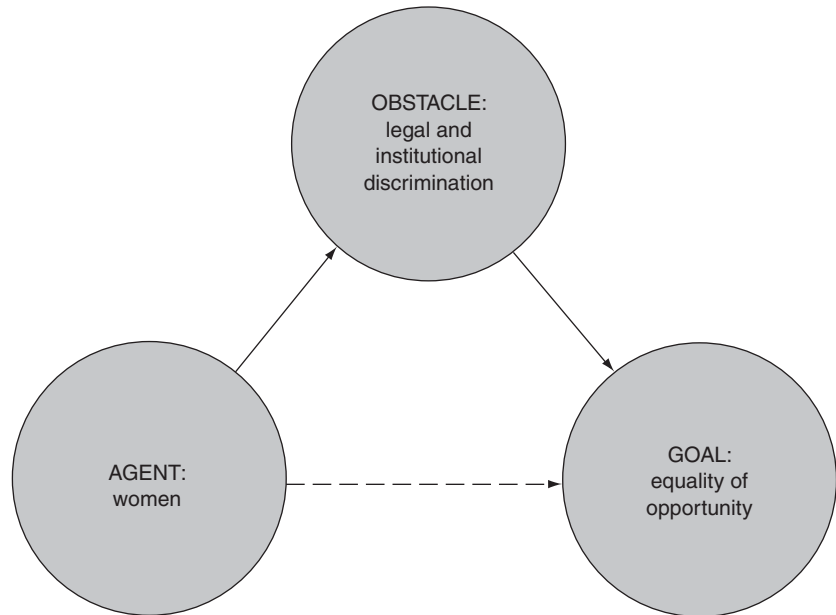 OBSTACLE:
legal and
institutional
discrimination
AGENT:
women
GOAL:
equality of
opportunity